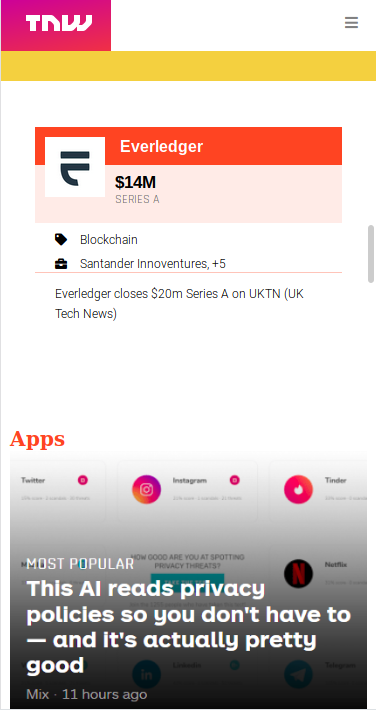 TNW
Everledger
$14M
SERIES A
Blockchain
Santander Innoventures, +5
Everledger closes $20m Series A on UKTN (UK
Tech News)
Apps
Twitter
Instagram
Tinder
HOW GOOD ARE YOU AT SPOTTING
PRIVACY THREATS?
Netflix
MOST POPULAR
This AI reads privacy
policies so you don't have to
— and it's actually pretty
good
LinkedIn
Telegram
Mix · 11 hours ago